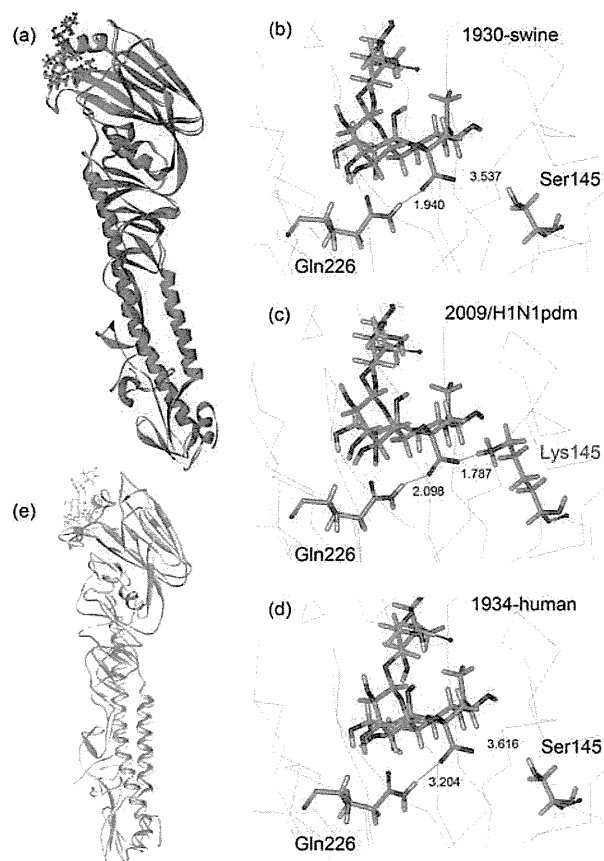 (a)
(b)
1930-swine
3.537
Ser145
1.940
Gln226
(c)
2009/H1N1pdm
Lys145
1.787
2.098
Gln226
(e)
(d)
1934-human
3.616
Ser145
3.204
Gln226